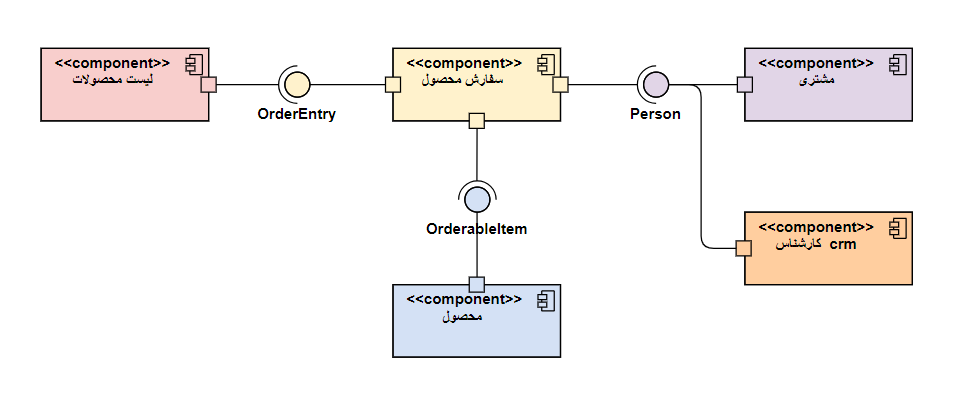 <<component>>
لیست محصولات
OrderEntry
<<component>>
سفارش محصول
Person
<<component>>
مشتری
OrderableItem
<<component>>
کارشناس crm
<<component>>
محصول